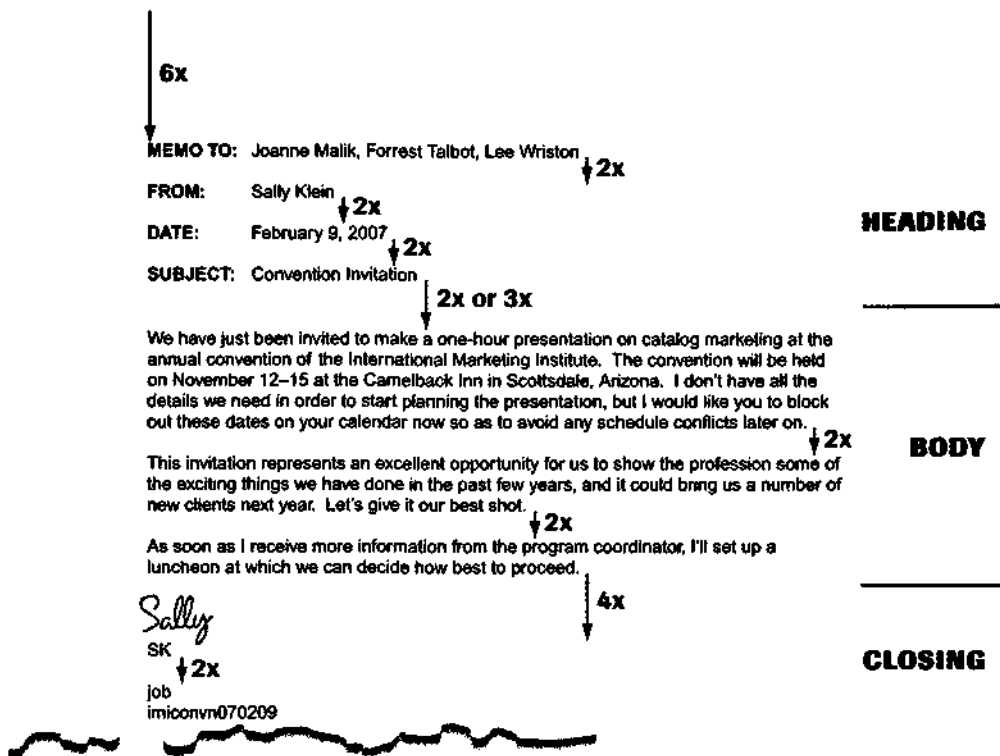 6x
MEMO TO: Joanne Malik, Forrest Talbot, Lee Wriston
2x
FROM: Sally Klein
2x
HEADING
DATE: February 9, 2007
2x
SUBJECT: Convention Invitation
2x or 3x
We have just been invited to make a one-hour presentation on catalog marketing at the
annual convention of the International Marketing Institute. The convention will be held
on November 12–15 at the Camelback Inn in Scottsdale, Arizona. I don't have all the
details we need in order to start planning the presentation, but I would like you to block
out these dates on your calendar now so as to avoid any schedule conflicts later on.
2x
BODY
This invitation represents an excellent opportunity for us to show the profession some of
the exciting things we have done in the past few years, and it could bring us a number of
new clients next year. Let's give it our best shot.
2x
As soon as I receive more information from the program coordinator, I'll set up a
luncheon at which we can decide how best to proceed.
4x
Sally
SK
CLOSING
2x
job
imiconvn070209